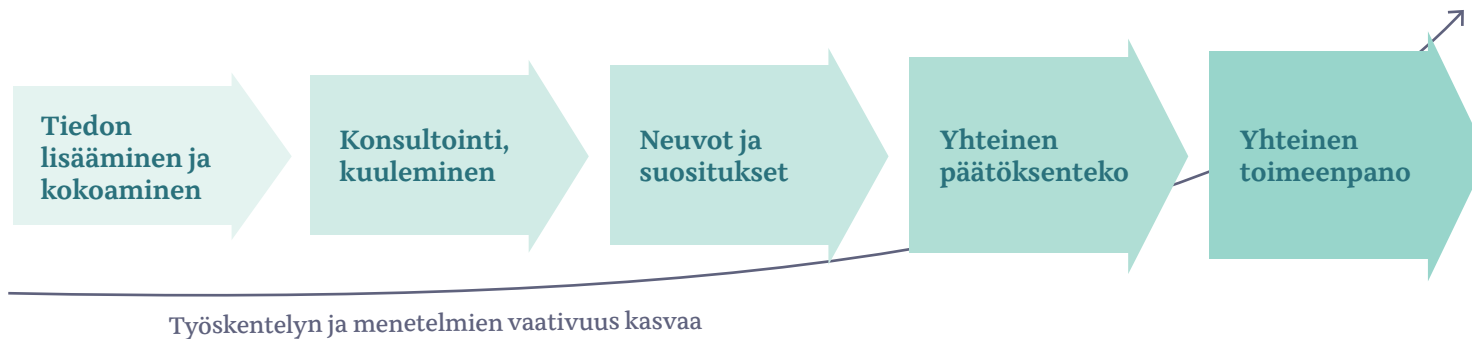 Tiedon
lisääminen ja
kokoaminen
Konsultointi,
kuuleminen
Neuvot ja
suositukset
Yhteinen
päätöksenteko
Yhteinen
toimeenpano
Työskentelyn ja menetelmien vaativuus kasvaa